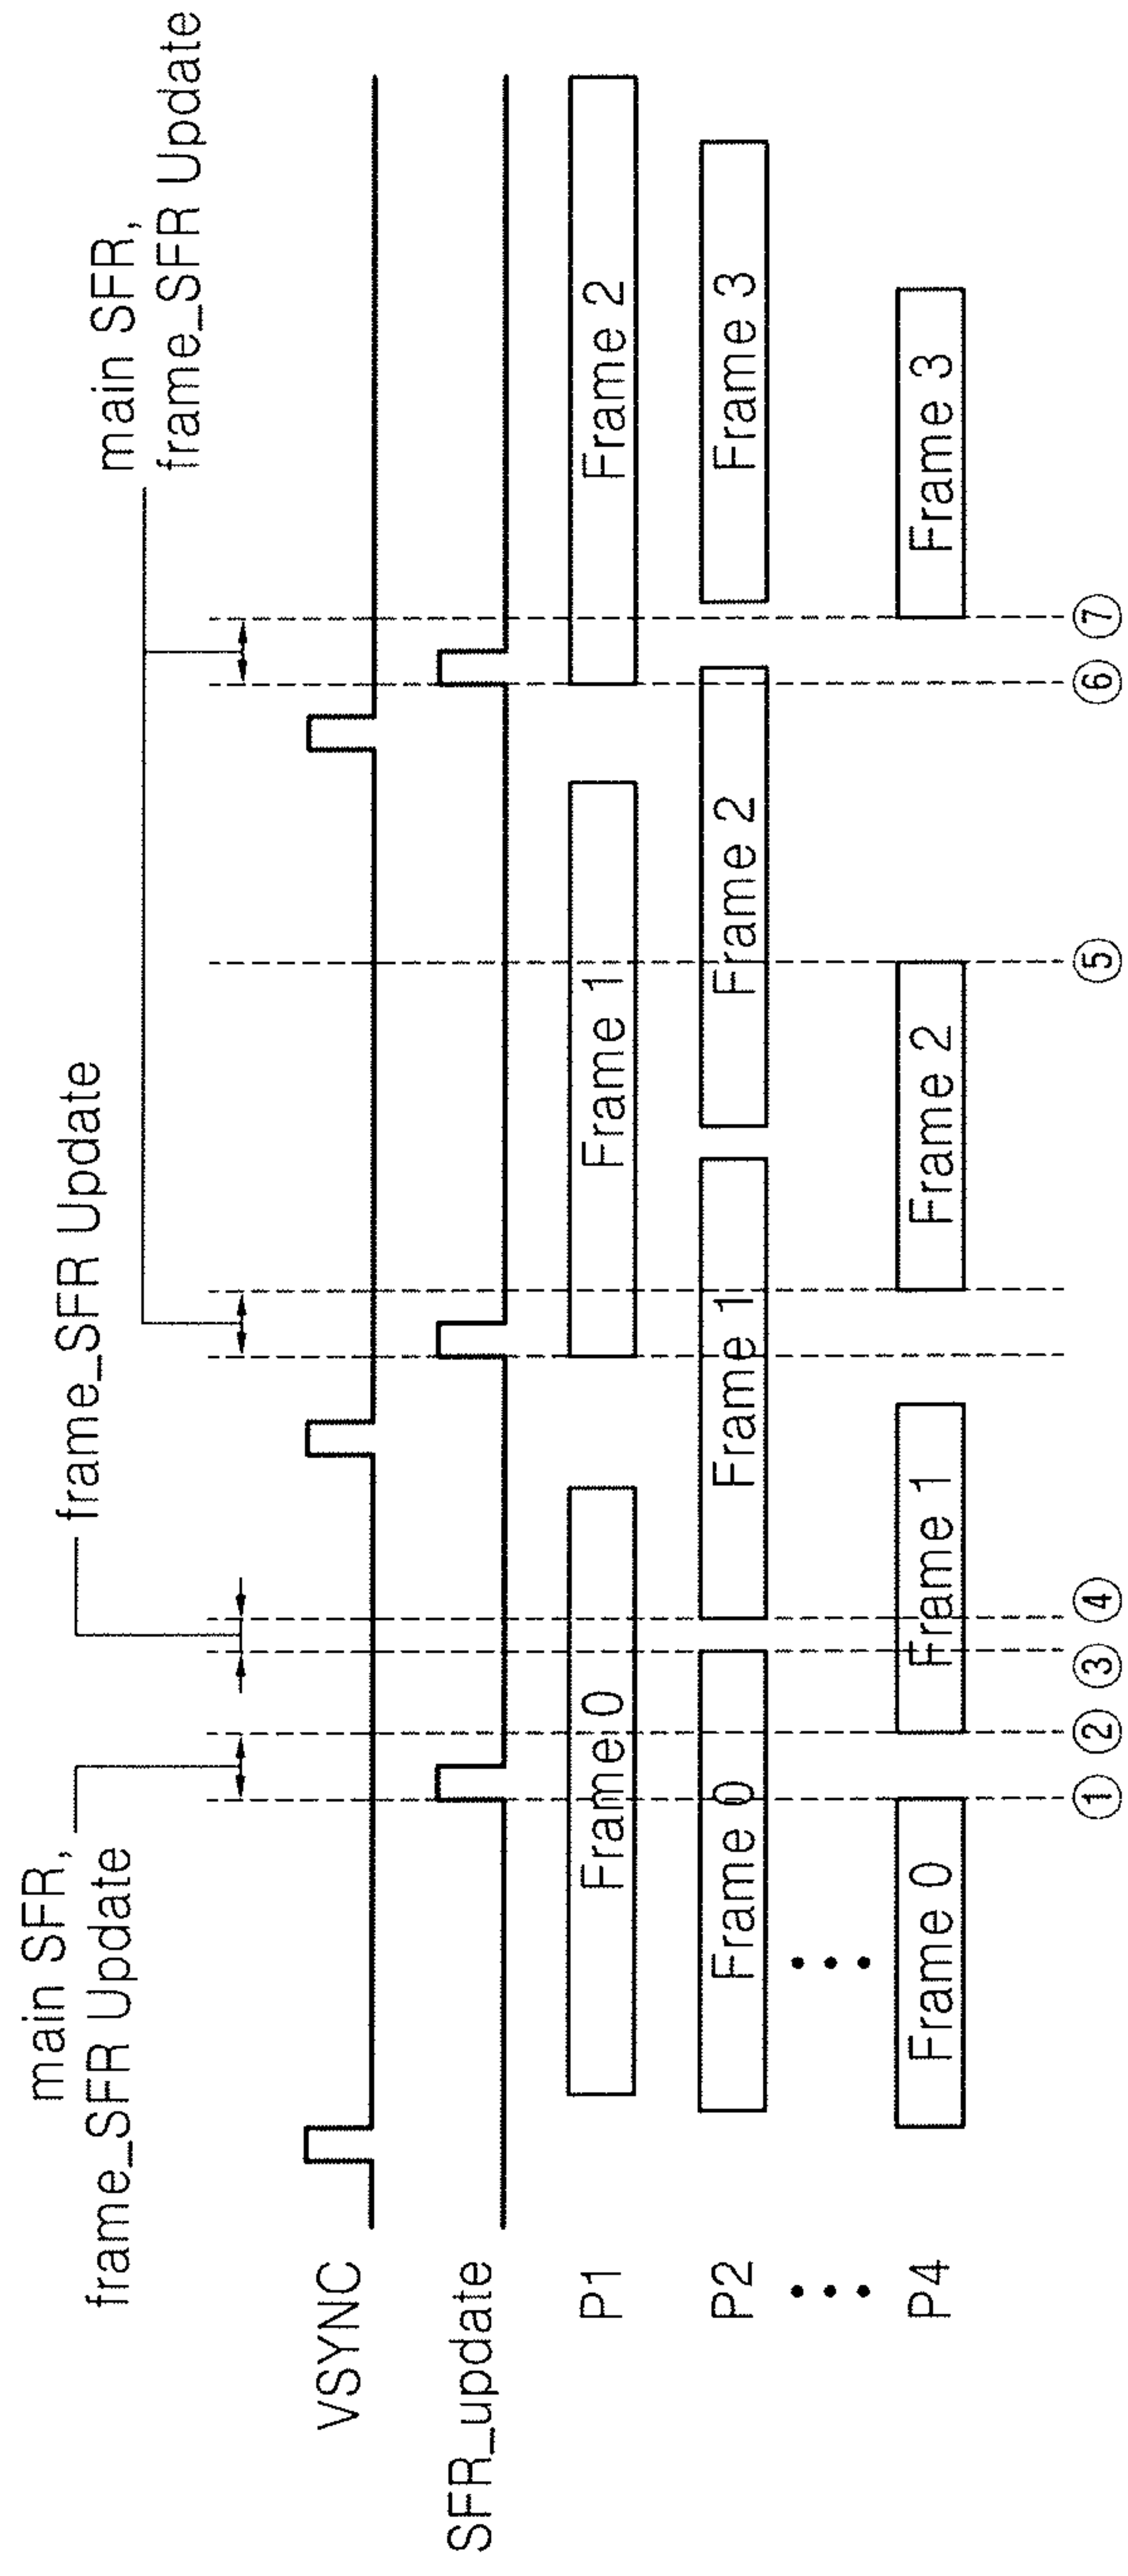 main SFR,
frame_SFR Update
frame_SFR Update
main SFR,
frame_SFR Update
VSYNC
SFR_update
P1
Frame 0
Frame 1
Frame 2
P2
Frame 0
Frame 1
Frame 2
Frame 3
P4
Frame 0
Frame 1
Frame 2
Frame 3
① ② ③ ④ ⑤ ⑥ ⑦